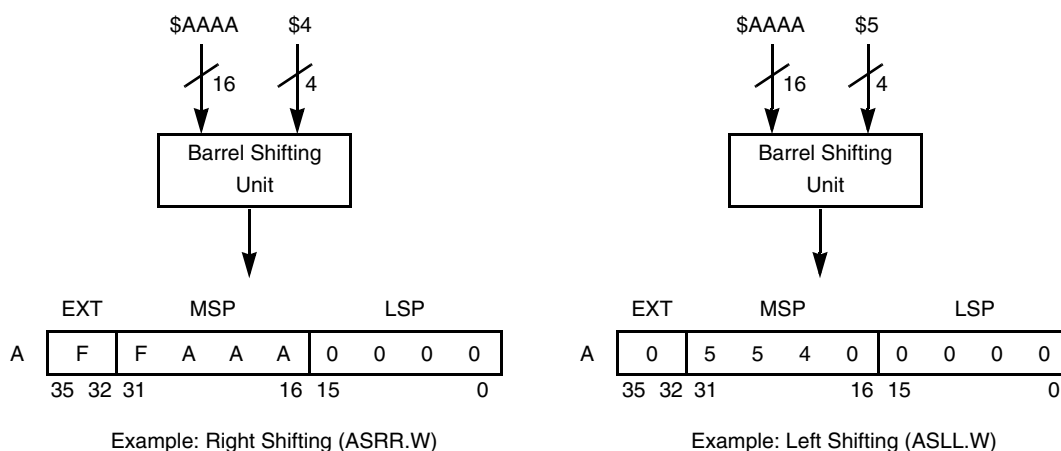 $AAAA $4
16 4
Barrel Shifting
Unit
EXT MSP LSP
A F F A A A 0 0 0 0
35 32 31 16 15 0
Example: Right Shifting (ASRR.W)
$AAAA $5
16 4
Barrel Shifting
Unit
EXT MSP LSP
A 0 5 5 4 0 0 0 0 0
35 32 31 16 15 0
Example: Left Shifting (ASLL.W)